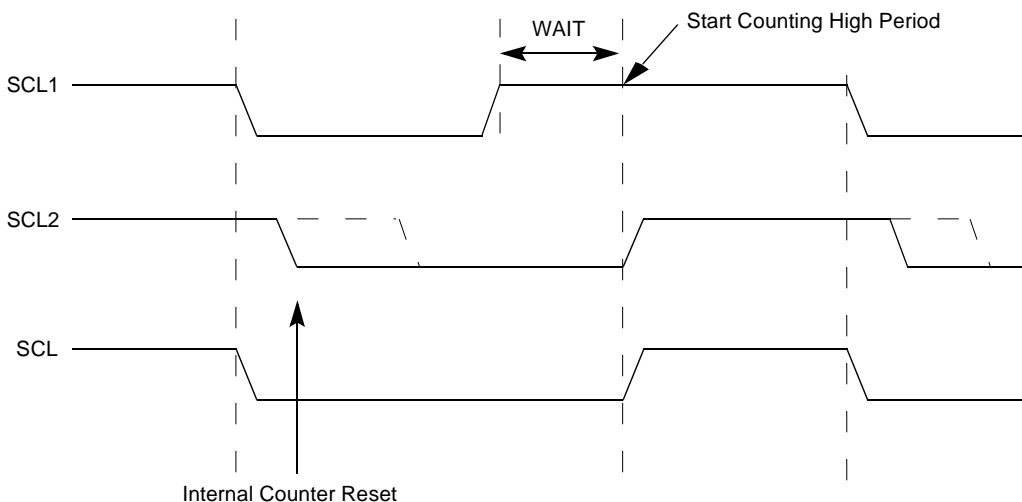 Start Counting High Period
WAIT
SCL1
SCL2
SCL
Internal Counter Reset